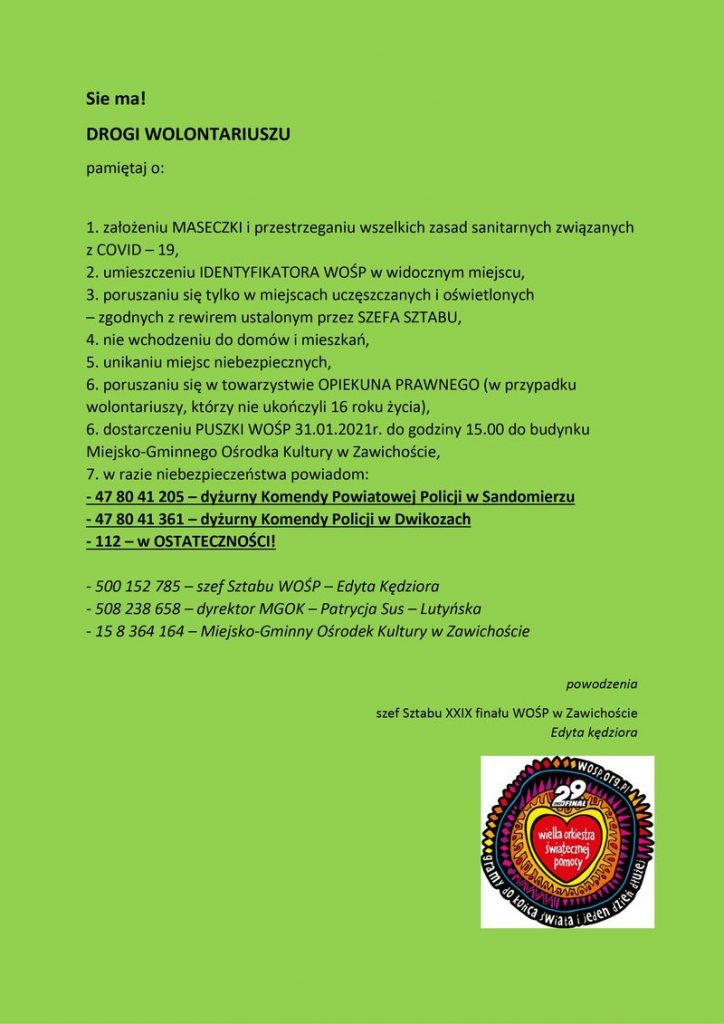 Sie ma!
DROGI WOLONTARIUSZU
pamiętaj o:
1. założeniu MASECZKI i przestrzeganiu wszelkich zasad sanitarnych związanych
z COVID – 19,
2. umieszczeniu IDENTYFIKATORA WOŚP w widocznym miejscu,
3. poruszaniu się tylko w miejscach uczęszczanych i oświetlonych
– zgodnych z rewirem ustalonym przez SZEFA SZTABU,
4. nie wchodzeniu do domów i mieszkań,
5. unikaniu miejsc niebezpiecznych,
6. poruszaniu się w towarzystwie OPIEKUNA PRAWNEGO (w przypadku
wolontariuszy, którzy nie ukończyli 16 roku życia),
6. dostarczeniu PUSZKI WOŚP 31.01.2021r. do godziny 15.00 do budynku
Miejsko-Gminnego Ośrodka Kultury w Zawichoście,
7. w razie niebezpieczeństwa powiadom:
- 47 80 41 205 – dyżurny Komendy Powiatowej Policji w Sandomierzu
- 47 80 41 361 – dyżurny Komendy Policji w Dwikozach
- 112 – w OSTATECZNOŚCI!
- 500 152 785 – szef Sztabu WOŚP – Edyta Kędziora
- 508 238 658 – dyrektor MGOK – Patrycja Sus – Lutyńska
- 15 8 364 164 – Miejsko-Gminny Ośrodek Kultury w Zawichoście
powodzenia
szef Sztabu XXIX finału WOŚP w Zawichoście
Edyta kędziora
wosp.org.pl
29
FINAŁ
wielka orkiestra
świątecznej
pomocy
gramy do końca świata i jeden dzień dłużej